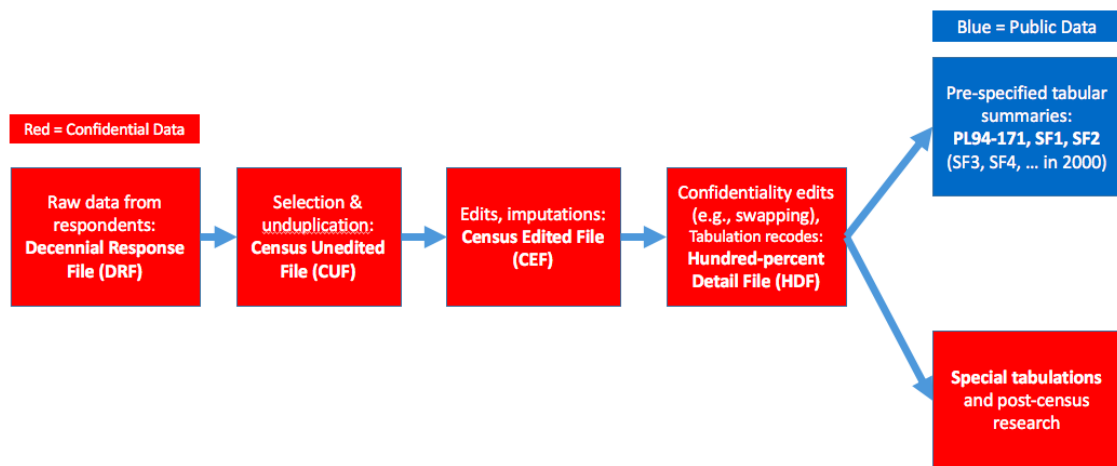 Blue = Public Data
Red = Confidential Data
Raw data from
respondents:
Decennial Response
File (DRF)
Selection &
unduplication:
Census Unedited
File (CUF)
Edits, imputations:
Census Edited File
(CEF)
Confidentiality edits
(e.g., swapping),
Tabulation recodes:
Hundred-percent
Detail File (HDF)
Pre-specified tabular
summaries:
PL94-171, SF1, SF2
(SF3, SF4, ... in 2000)
Special tabulations
and post-census
research